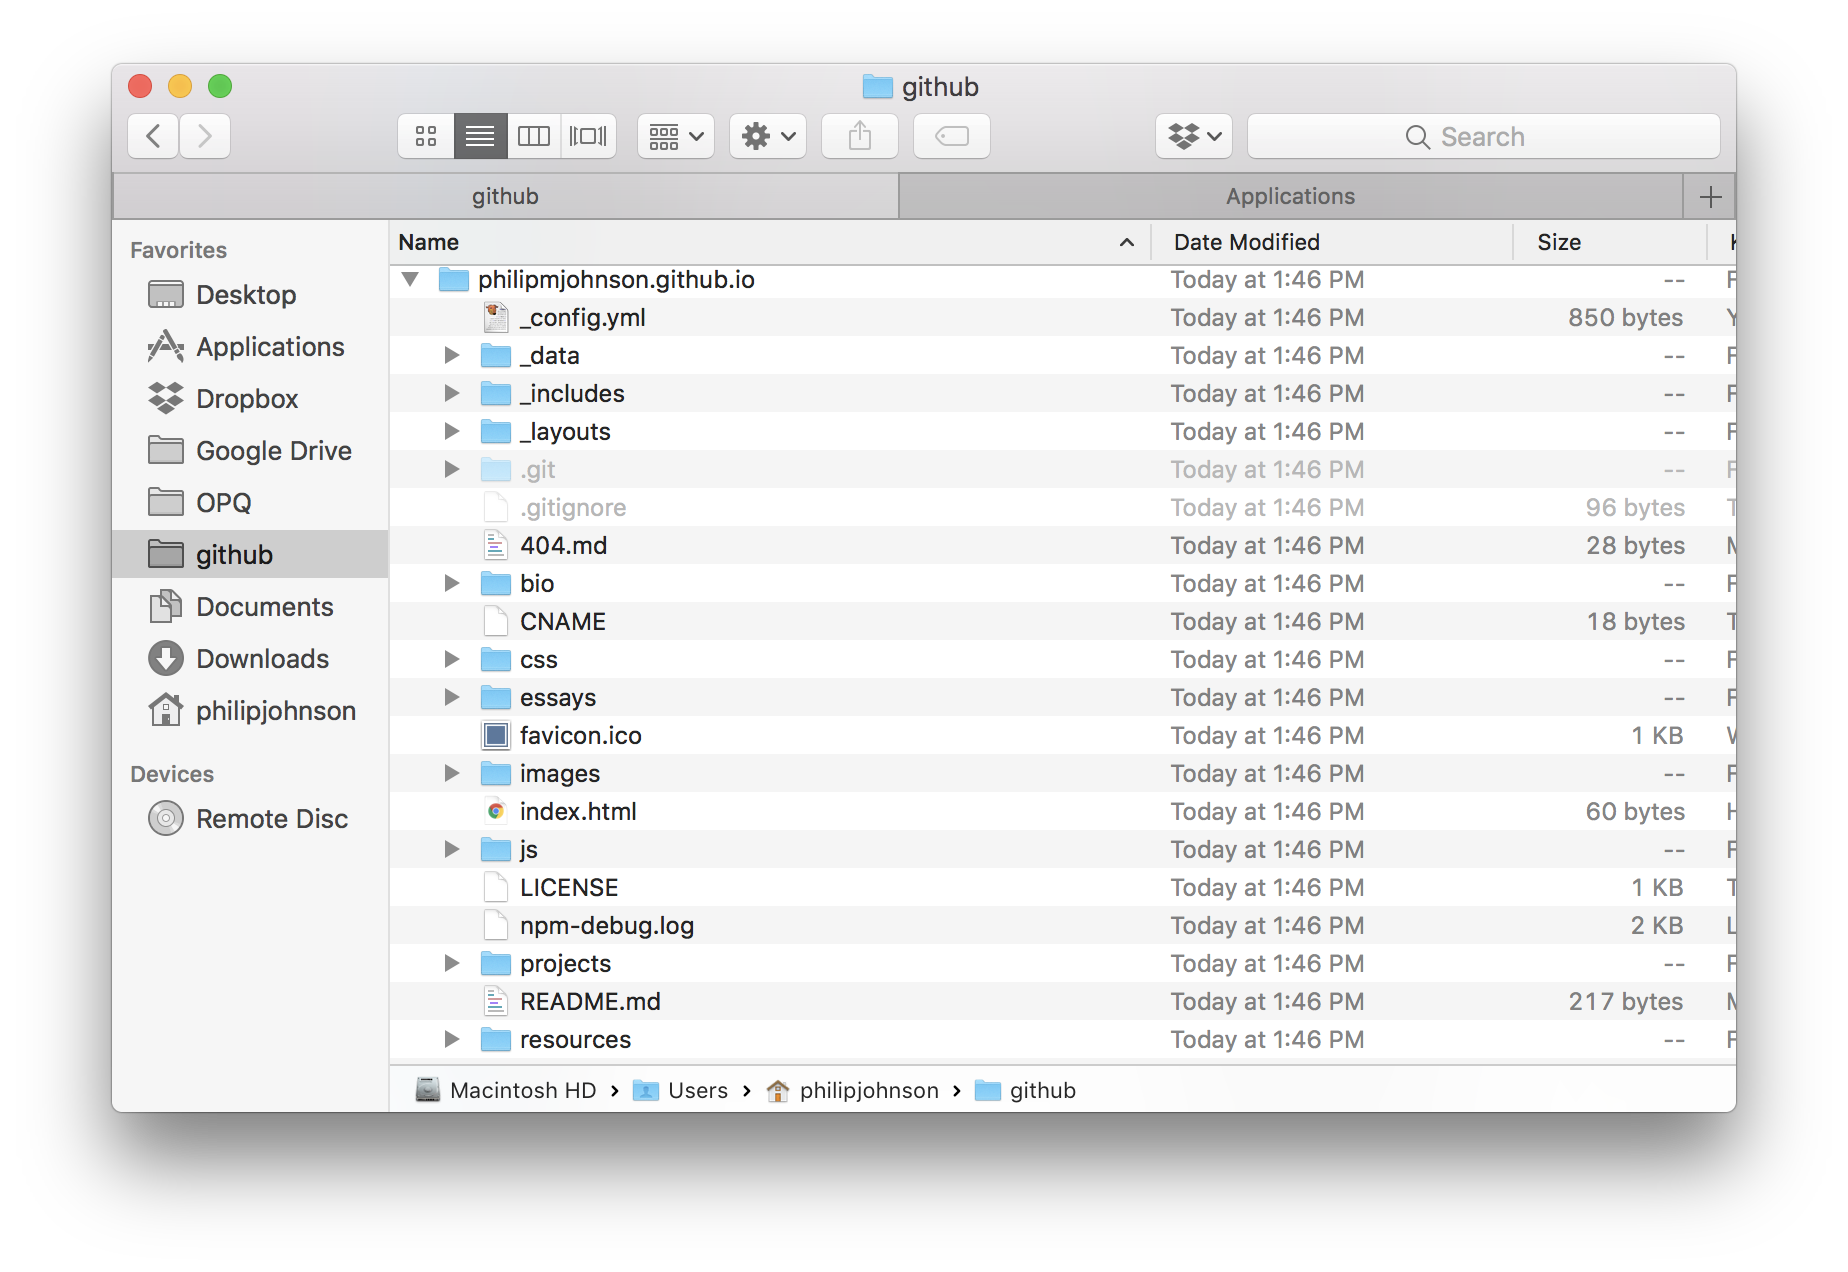 github
Search
github
Applications
Favorites
Desktop
Applications
Dropbox
Google Drive
OPQ
github
Documents
Downloads
philipjohnson
Devices
Remote Disc
Name Date Modified Size
philipmjohnson.github.io Today at 1:46 PM --
_config.yml Today at 1:46 PM 850 bytes
_data Today at 1:46 PM --
_includes Today at 1:46 PM --
_layouts Today at 1:46 PM --
.git Today at 1:46 PM --
.gitignore Today at 1:46 PM 96 bytes
404.md Today at 1:46 PM 28 bytes
bio Today at 1:46 PM --
CNAME Today at 1:46 PM 18 bytes
css Today at 1:46 PM --
essays Today at 1:46 PM --
favicon.ico Today at 1:46 PM 1 KB
images Today at 1:46 PM --
index.html Today at 1:46 PM 60 bytes
js Today at 1:46 PM --
LICENSE Today at 1:46 PM 1 KB
npm-debug.log Today at 1:46 PM 2 KB
projects Today at 1:46 PM --
README.md Today at 1:46 PM 217 bytes
resources Today at 1:46 PM --
Macintosh HD › Users › philipjohnson › github